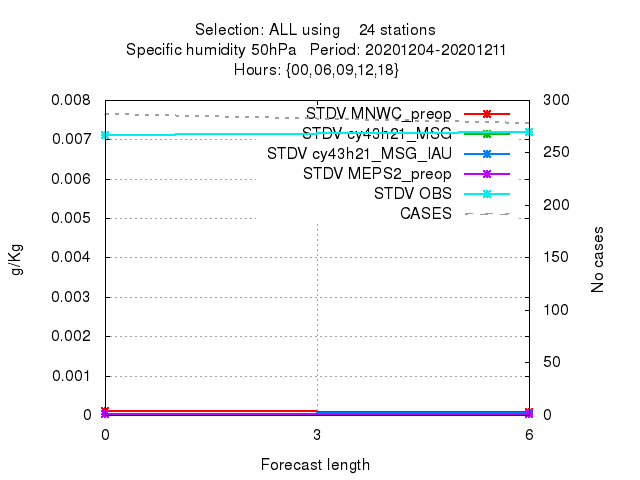 Selection: ALL using 24 stations
Specific humidity 50hPa Period: 20201204-20201211
Hours: {00,06,09,12,18}
0.008
0.007
0.006
0.005
0.004
0.003
0.002
0.001
0
g/Kg
STDV MNWC_preop
STDV cy43h21_MSG
STDV cy43h21_MSG_IAU
STDV MEPS2_preop
STDV OBS
CASES
300
250
200
150
100
50
0
No cases
0 3 6
Forecast length